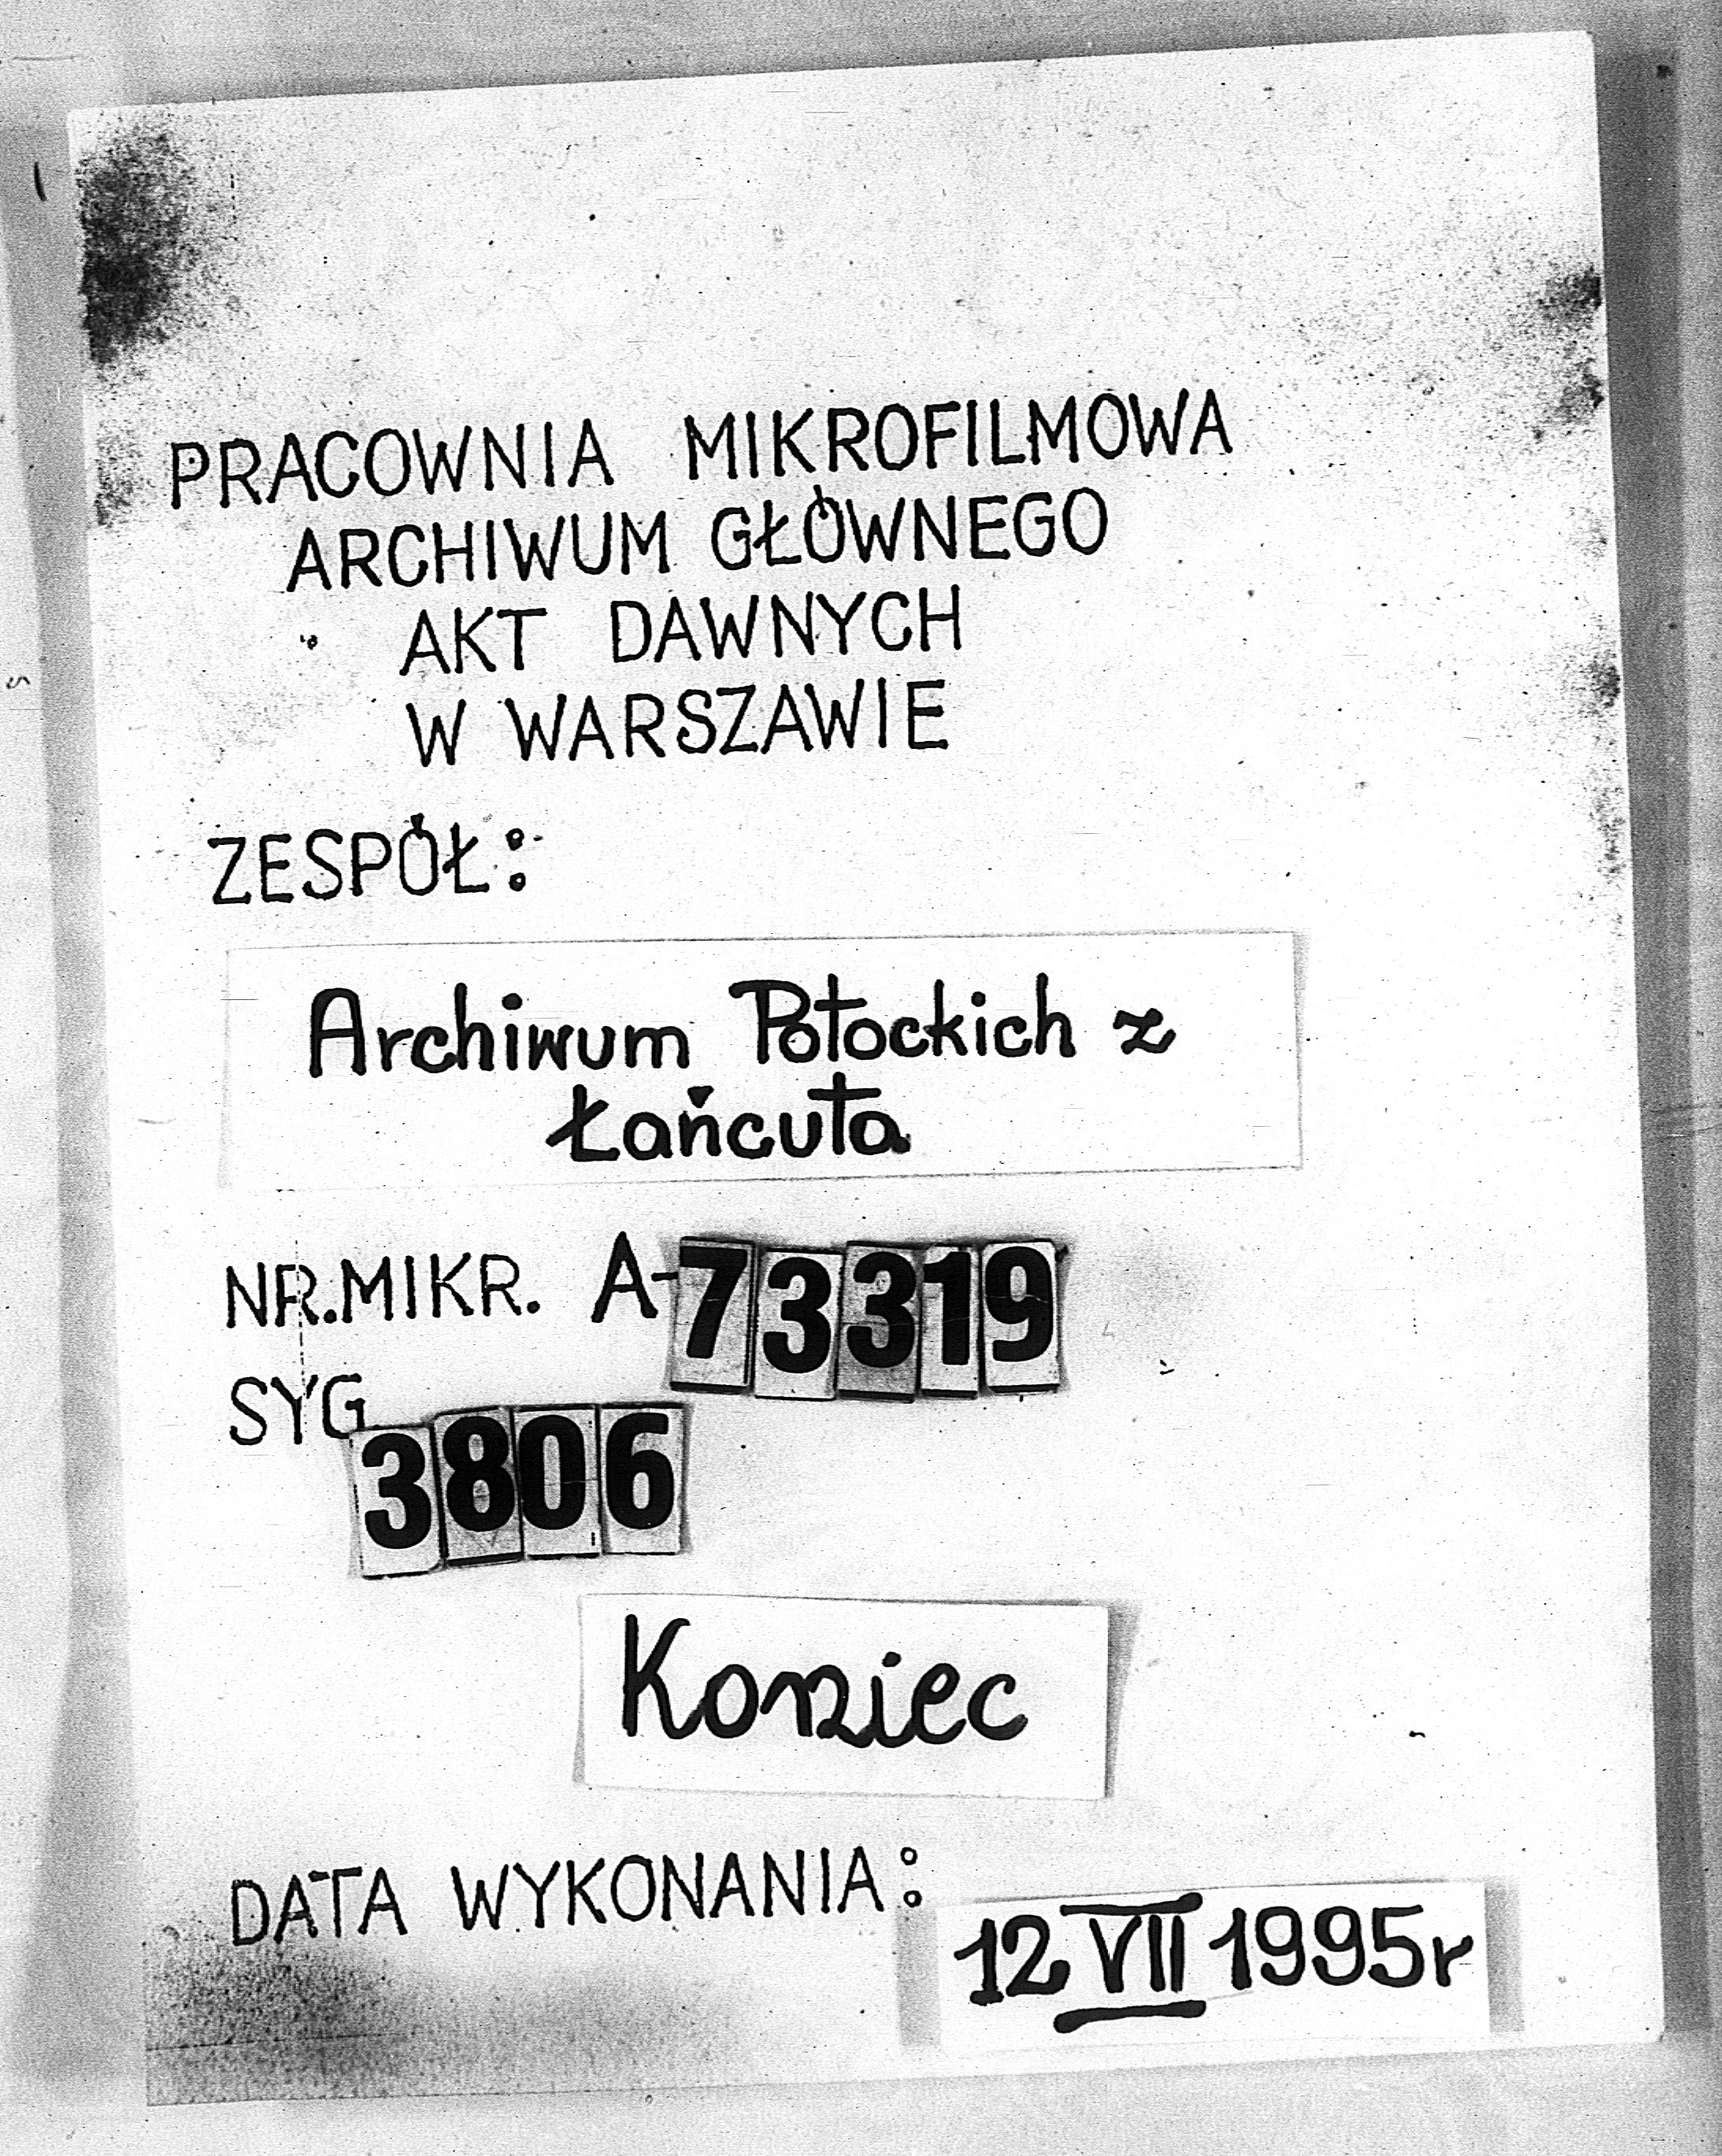 PRACOWNIA MIKROFILMOWA
ARCHIWUM GŁÓWNEGO
AKT DAWNYCH
W WARSZAWIE
ZESPÓŁ:
Archiwum Potockich z
Łańcuta
NR.MIKR. A-73319
SYG
3806
Koniec
DATA WYKONANIA:
12 VII 1995r